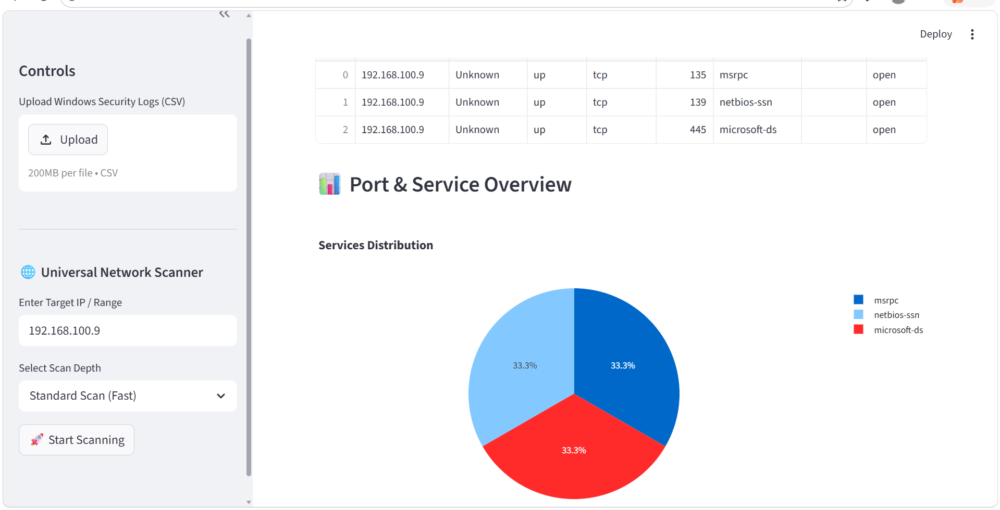 Deploy
Controls
Upload Windows Security Logs (CSV)
Upload
200MB per file • CSV
Universal Network Scanner
Enter Target IP / Range
192.168.100.9
Select Scan Depth
Standard Scan (Fast)
Start Scanning
0 192.168.100.9 Unknown up tcp 135 msrpc open
1 192.168.100.9 Unknown up tcp 139 netbios-ssn open
2 192.168.100.9 Unknown up tcp 445 microsoft-ds open
Port & Service Overview
Services Distribution
msrpc
netbios-ssn
microsoft-ds
33.3%
33.3%
33.3%